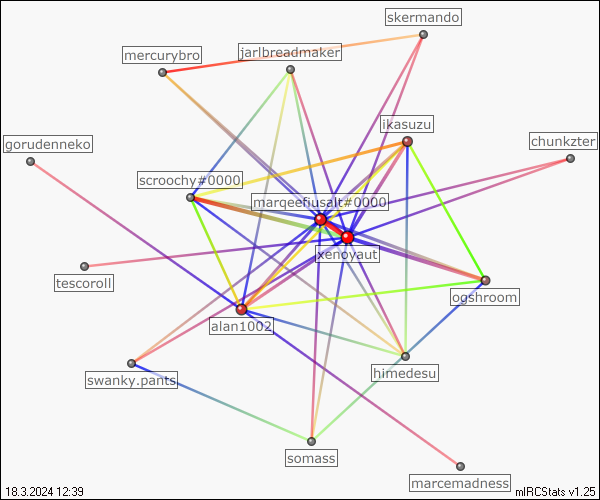 skermando
mercurybro
jarlbreadmaker
ikasuzu
gorudenneko
chunkzter
scroochy#0000
marqeefiusalt#0000
xenoyaut
tescoroll
ogshroom
alan1002
swanky.pants
himedesu
somass
marcemadness
18.3.2024 12:39
mIRCStats v1.25